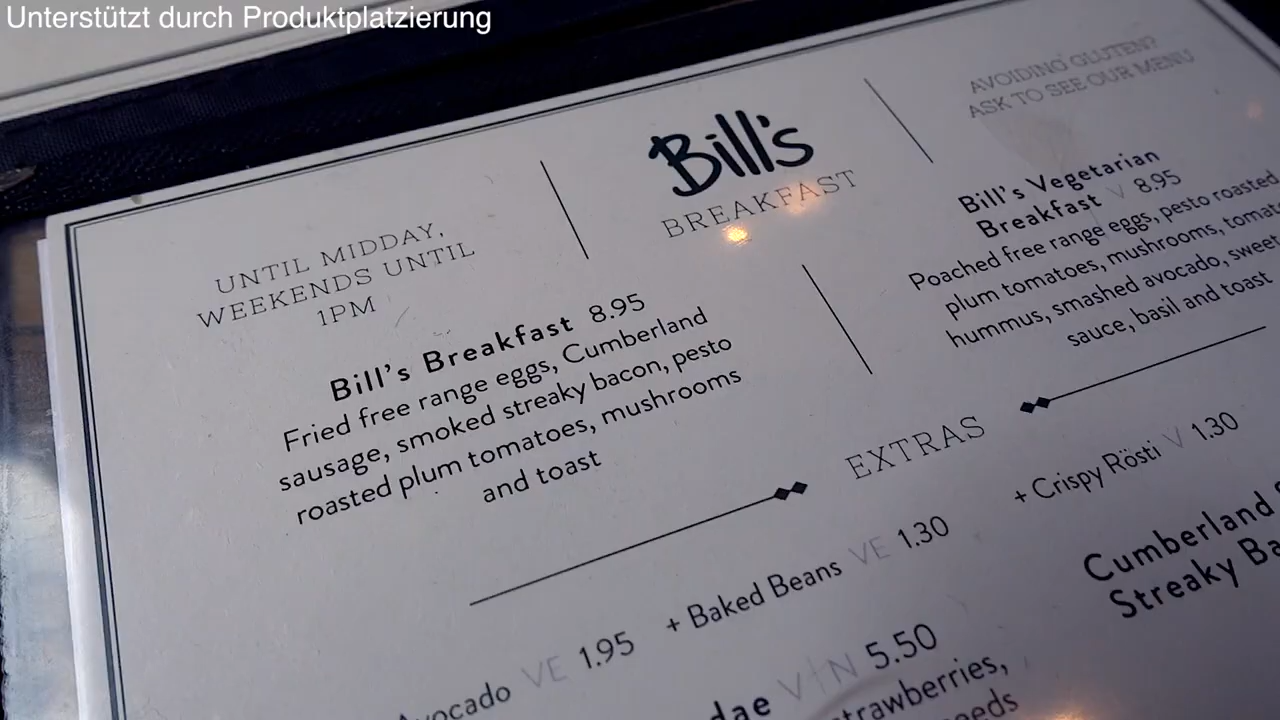 Unterstützt durch Produktplatzierung
UNTIL MIDDAY,
WEEKENDS UNTIL
1PM
Bill's
BREAKFAST
AVOIDING GLUTEN?
ASK TO SEE OUR MENU
Bill's Breakfast 8.95
Fried free range eggs, Cumberland
sausage, smoked streaky bacon, pesto
roasted plum tomatoes, mushrooms
and toast
Bill's Vegetarian
Breakfast V 8.95
Poached free range eggs, pesto roasted
plum tomatoes, mushrooms,
hummus, smashed avocado, sweet
sauce, basil and toast
EXTRAS
VE 1.95
+ Baked Beans VE 1.30
+ Crispy Rösti V 1.30
V|N 5.50
Cumberland
Streaky